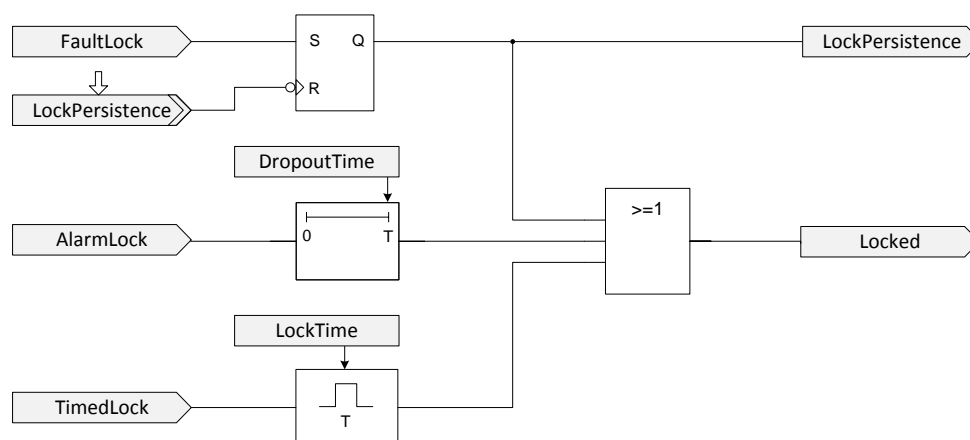 FaultLock
S Q
LockPersistence
LockPersistence
R
DropoutTime
>=1
AlarmLock
0 T
Locked
LockTime
TimedLock
T